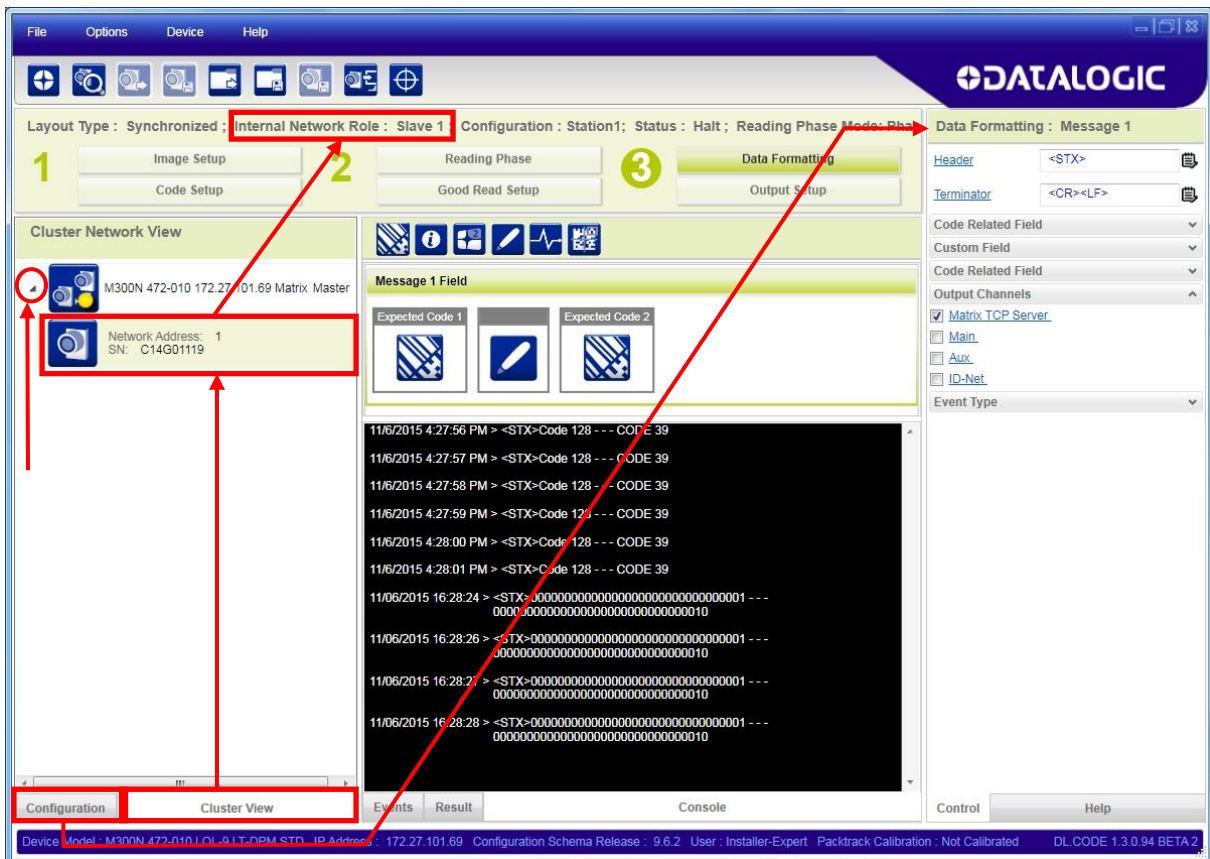 File Options Device Help
DATALOGIC
Layout Type : Synchronized ; Internal Network Role : Slave 1 ; Configuration : Station1; Status : Halt ; Reading Phase Mode: Pha
1
Image Setup
Code Setup
2
Reading Phase
Good Read Setup
3
Data Formatting
Output Setup
Data Formatting : Message 1
Header <STX>
Terminator <CR><LF>
Code Related Field
Custom Field
Code Related Field
Output Channels
Matrix TCP Server
Main
Aux
ID-Net
Event Type
Cluster Network View
M300N 472-010 172.27.101.69 Matrix Master
Network Address: 1
SN: C14G01119
Message 1 Field
Expected Code 1
Expected Code 2
11/6/2015 4:27:56 PM > <STX>Code 128 - - - CODE 39
11/6/2015 4:27:57 PM > <STX>Code 128 - - - CODE 39
11/6/2015 4:27:58 PM > <STX>Code 128 - - - CODE 39
11/6/2015 4:27:59 PM > <STX>Code 128 - - - CODE 39
11/6/2015 4:28:00 PM > <STX>Code 128 - - - CODE 39
11/6/2015 4:28:01 PM > <STX>Code 128 - - - CODE 39
11/06/2015 16:28:24 > <STX>00000000000000000000000000000001 - - -
00000000000000000000000000000010
11/06/2015 16:28:26 > <STX>00000000000000000000000000000001 - - -
00000000000000000000000000000010
11/06/2015 16:28:27 > <STX>00000000000000000000000000000001 - - -
00000000000000000000000000000010
11/06/2015 16:28:28 > <STX>00000000000000000000000000000001 - - -
00000000000000000000000000000010
Configuration Cluster View
Events Result Console
Control Help
Device Model : M300N 472-010 LQL-9 LT-DPM STD IP Address : 172.27.101.69 Configuration Schema Release : 9.6.2 User : Installer-Expert Packtrack Calibration : Not Calibrated DL.CODE 1.3.0.94 BETA 2